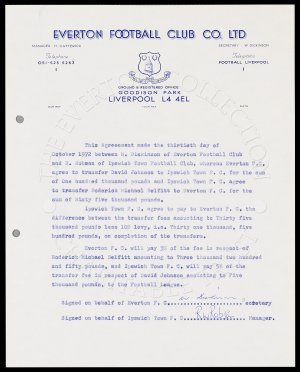 EVERTON FOOTBALL CLUB CO. LTD
MANAGER H CATTERICK
SECRETARY W. DICKINSON
Telephone
051-525 5263
Telegrams
FOOTBALL LIVERPOOL
GROUND & REGISTERED OFFICE
GOODISON PARK
LIVERPOOL L4 4EL
THE EVERTON COLLECTION
This Agreement made the thirtieth day of
October 1972 between W. Dickinson of Everton Football Club
and B. Robson of Ipswich Town Football Club, whereas Everton F.C.
agree to transfer David Johnson to Ipswich Town F. C. for the sum
of One hundred thousand pounds and Ipswich Town F. C. Agree
to transfer Roderick Michael Belfitt to Everton F. C. for the
sum of Sixty five thousand pounds.
Ipswich Town F. C. agree to pay to Everton F. C. the
difference between the transfer fees amounting to Thirty five
thousand pounds less 10% levy, i.e. Thirty one thousand, five
hundred pounds, on completion of the transfers.
Everton F. C. will pay 5% of the fee in respect of
Roderick Michael Belfitt amounting to Three thousand two hundred
and fifty pounds, and Ipswich Town F. C. will pay 5% of the
transfer fee in respect of David Johnson amounting to Five
thousand pounds, to the Football League.
Signed on behalf of Everton F. C. Secretary
Signed on behalf of Ipswich Town F. C. Manager.